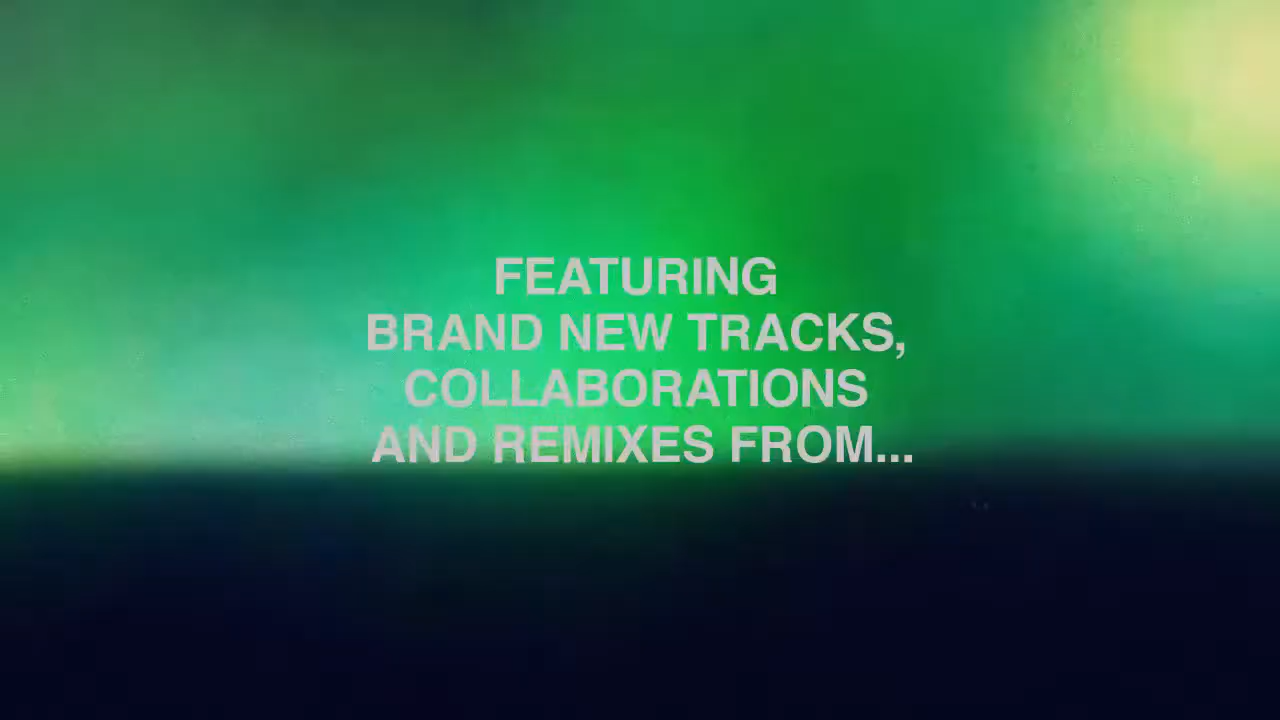 FEATURING
BRAND NEW TRACKS,
COLLABORATIONS
AND REMIXES FROM...